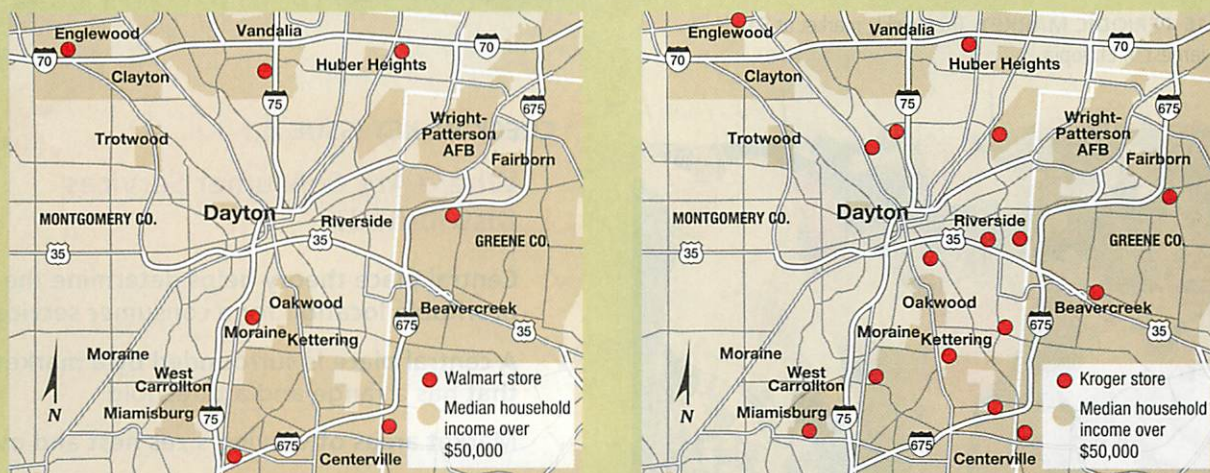 Englewood
Vandalia
70
70
Clayton
Huber Heights
75
675
Trotwood
Wright-
Patterson
AFB
Fairborn
Dayton
MONTGOMERY CO.
Riverside
35
35
GREENE CO.
Oakwood
Beavercreek
Moraine
Kettering
675
35
Moraine
West
Carrollton
Miamisburg
75
675
Centerville
N
Walmart store
Median household
income over
$50,000
Englewood
Vandalia
70
70
Clayton
Huber Heights
75
675
Trotwood
Wright-
Patterson
AFB
Fairborn
Dayton
MONTGOMERY CO.
Riverside
35
35
GREENE CO.
Oakwood
Beavercreek
Moraine
Kettering
675
35
Moraine
West
Carrollton
Miamisburg
75
675
Centerville
N
Kroger store
Median household
income over
$50,000